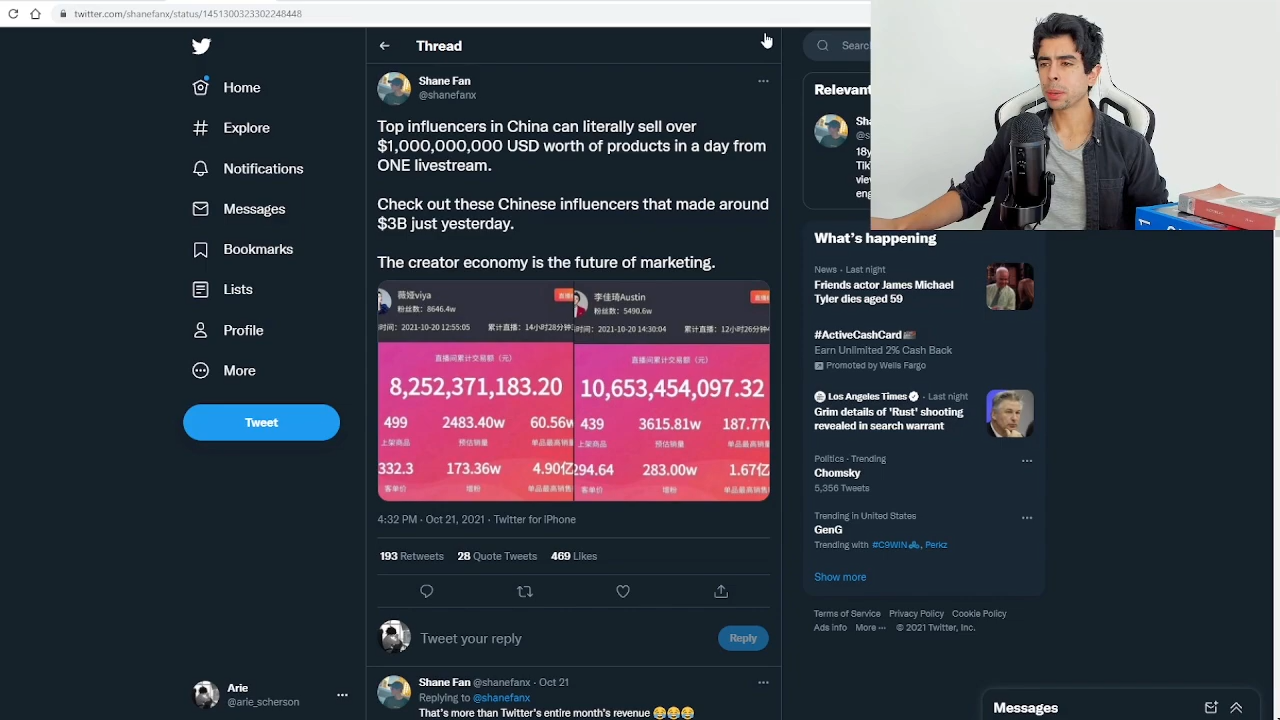 twitter.com/shanefanx/status/1451300323302248448
Home
Explore
Notifications
Messages
Bookmarks
Lists
Profile
More
Tweet
Arie
@arie_scherson
Thread
Shane Fan
@shanefanx
Top influencers in China can literally sell over
$1,000,000,000 USD worth of products in a day from
ONE livestream.
Check out these Chinese influencers that made around
$3B just yesterday.
The creator economy is the future of marketing.
薇娅viya
粉丝数：8646.4w
时间：2021-10-20 12:55:05 累计直播：14小时28分钟
直播间累计交易额（元）
8,252,371,183.20
499 2483.40w 60.56w
上架商品 预估销量 单品最高销量
332.3 173.36w 4.90亿
客单价 增粉 单品最高销售
李佳琦Austin
粉丝数：5490.6w
时间：2021-10-20 14:30:04 累计直播：12小时26分钟
直播间累计交易额（元）
10,653,454,097.32
439 3615.81w 187.77w
上架商品 预估销量 单品最高销量
294.64 283.00w 1.67亿
客单价 增粉 单品最高销售
4:32 PM · Oct 21, 2021 · Twitter for iPhone
193 Retweets 28 Quote Tweets 469 Likes
Tweet your reply
Reply
Shane Fan @shanefanx · Oct 21
Replying to @shanefanx
That's more than Twitter's entire month's revenue 😂😂😂
Searc
Relevan
Sha
@s
18y
Tik
vie
eng
What's happening
News · Last night
Friends actor James Michael
Tyler dies aged 59
#ActiveCashCard
Earn Unlimited 2% Cash Back
Promoted by Wells Fargo
Los Angeles Times · Last night
Grim details of 'Rust' shooting
revealed in search warrant
Politics · Trending
Chomsky
5,356 Tweets
Trending in United States
GenG
Trending with #C9WIN, Perkz
Show more
Terms of Service Privacy Policy Cookie Policy
Ads info More ··· © 2021 Twitter, Inc.
Messages